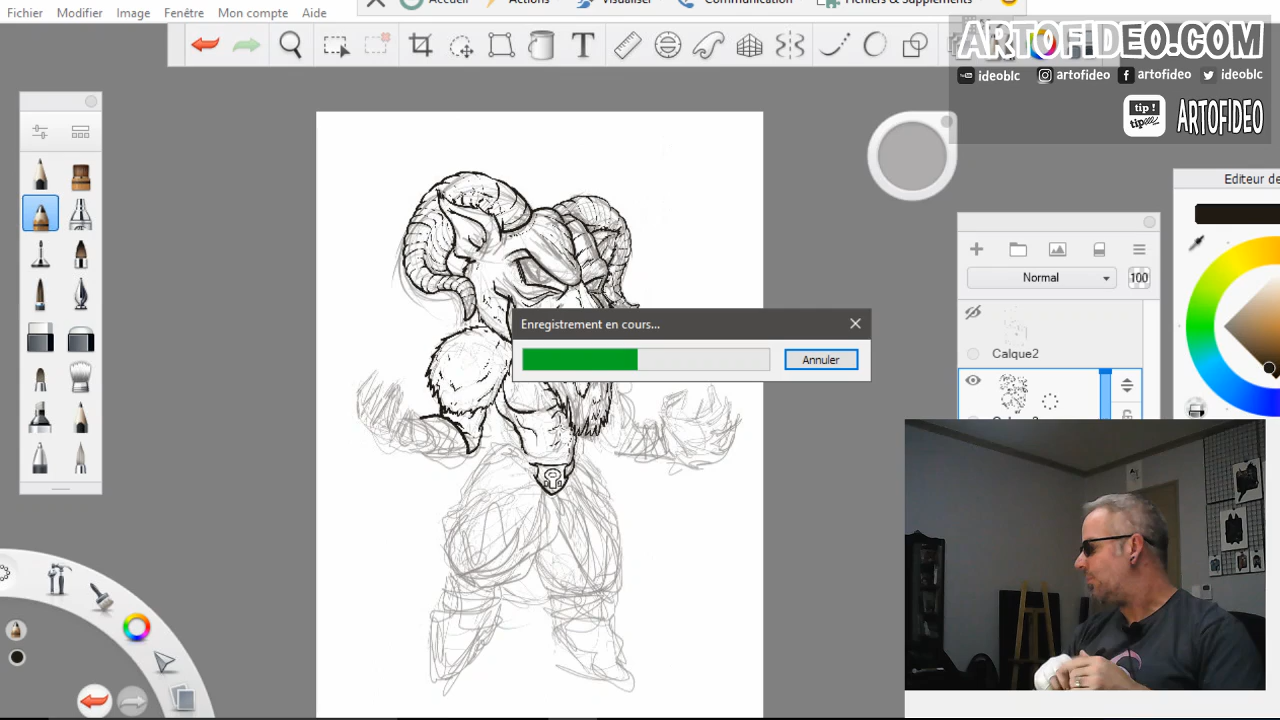 Accueil Actions Visualiser Communication Fichiers & Suppléments
Fichier Modifier Image Fenêtre Mon compte Aide
T
ARTOFIDEO.COM
You ideoblc artofideo artofideo ideoblc
tip !
tip
ARTOFIDEO
Editeur de
Normal 100
Calque2
Enregistrement en cours...
Annuler